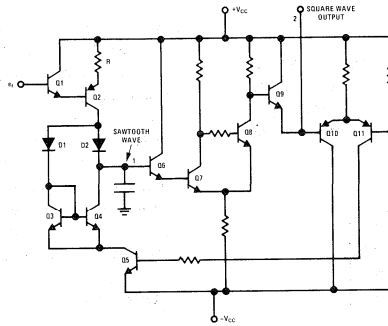 +VCC
2
SQUARE WAVE
OUTPUT
R
e1
Q1
Q2
Q9
SAWTOOTH
WAVE
D1
D2
1
Q6
Q8
Q10
Q11
Q7
Q3
Q4
Q5
-VCC